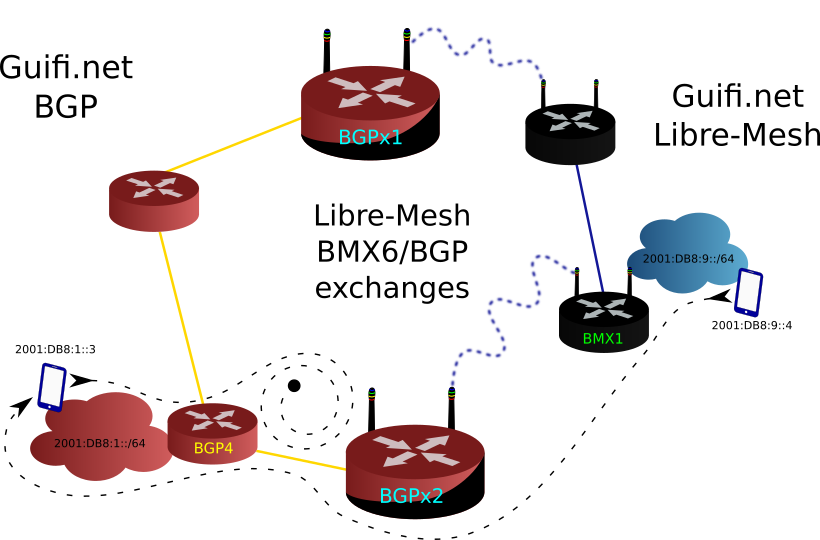 Guifi.net
BGP
BGPx1
Guifi.net
Libre-Mesh
Libre-Mesh
BMX6/BGP
exchanges
2001:DB8:9::/64
2001:DB8:9::4
BMX1
2001:DB8:1::3
2001:DB8:1::/64
BGP4
BGPx2